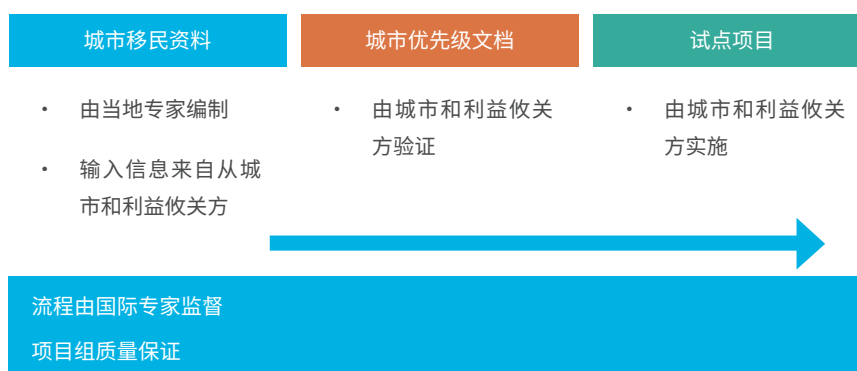 城市移民资料
城市优先级文档
试点项目
• 由当地专家编制
• 输入信息来自从城
市和利益攸关方
• 由城市和利益攸关
方验证
• 由城市和利益攸关
方实施
流程由国际专家监督
项目组质量保证